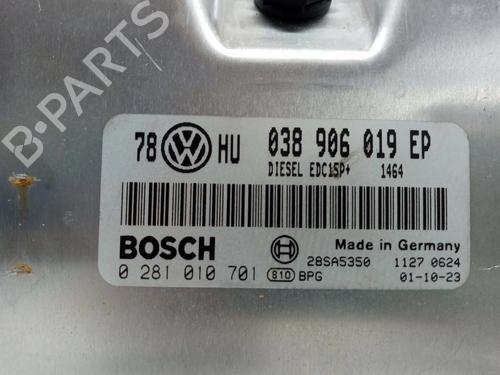 78 HU 038 906 019 EP
DIESEL EDC15P+ 1464
BOSCH
Made in Germany
28SA5350 1127 0624
0 281 010 701 810 BPG 01-10-23
B-Parts